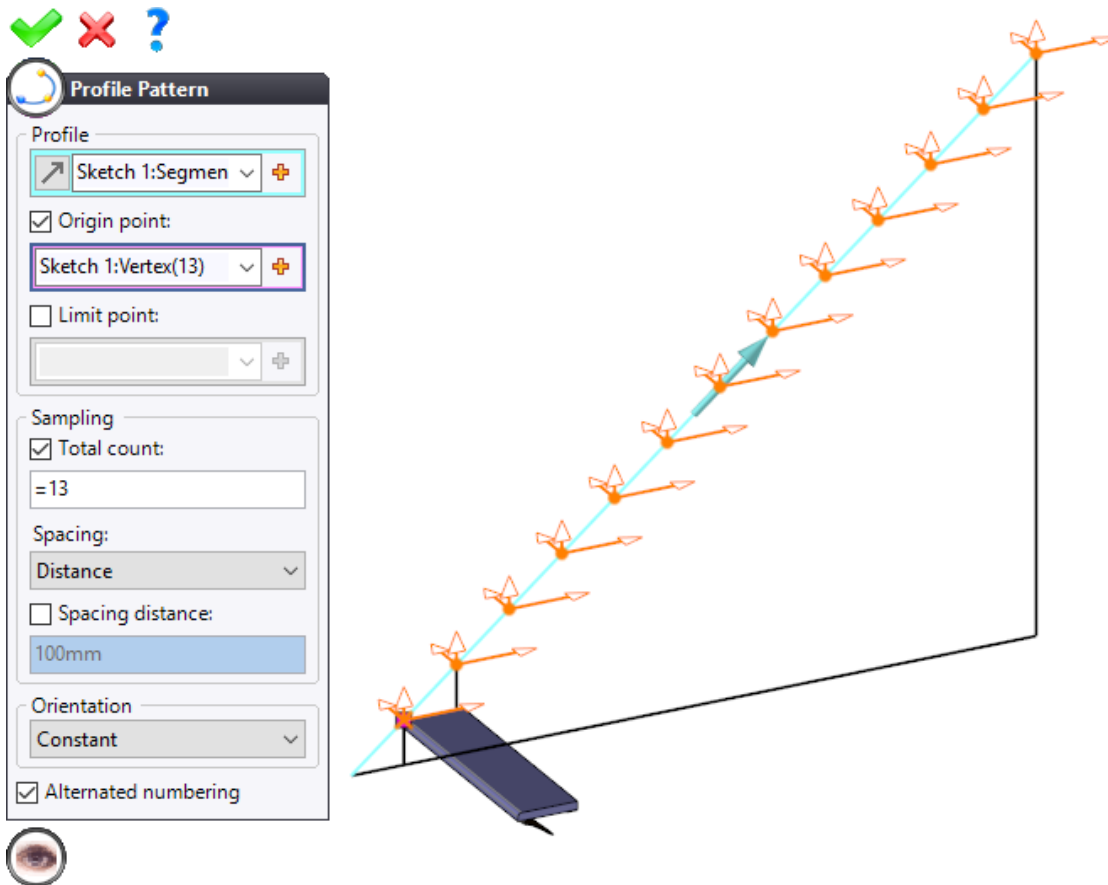 Profile Pattern
Profile
Sketch 1:Segmen
Origin point:
Sketch 1:Vertex(13)
Limit point:
Sampling
Total count:
=13
Spacing:
Distance
Spacing distance:
100mm
Orientation
Constant
Alternated numbering